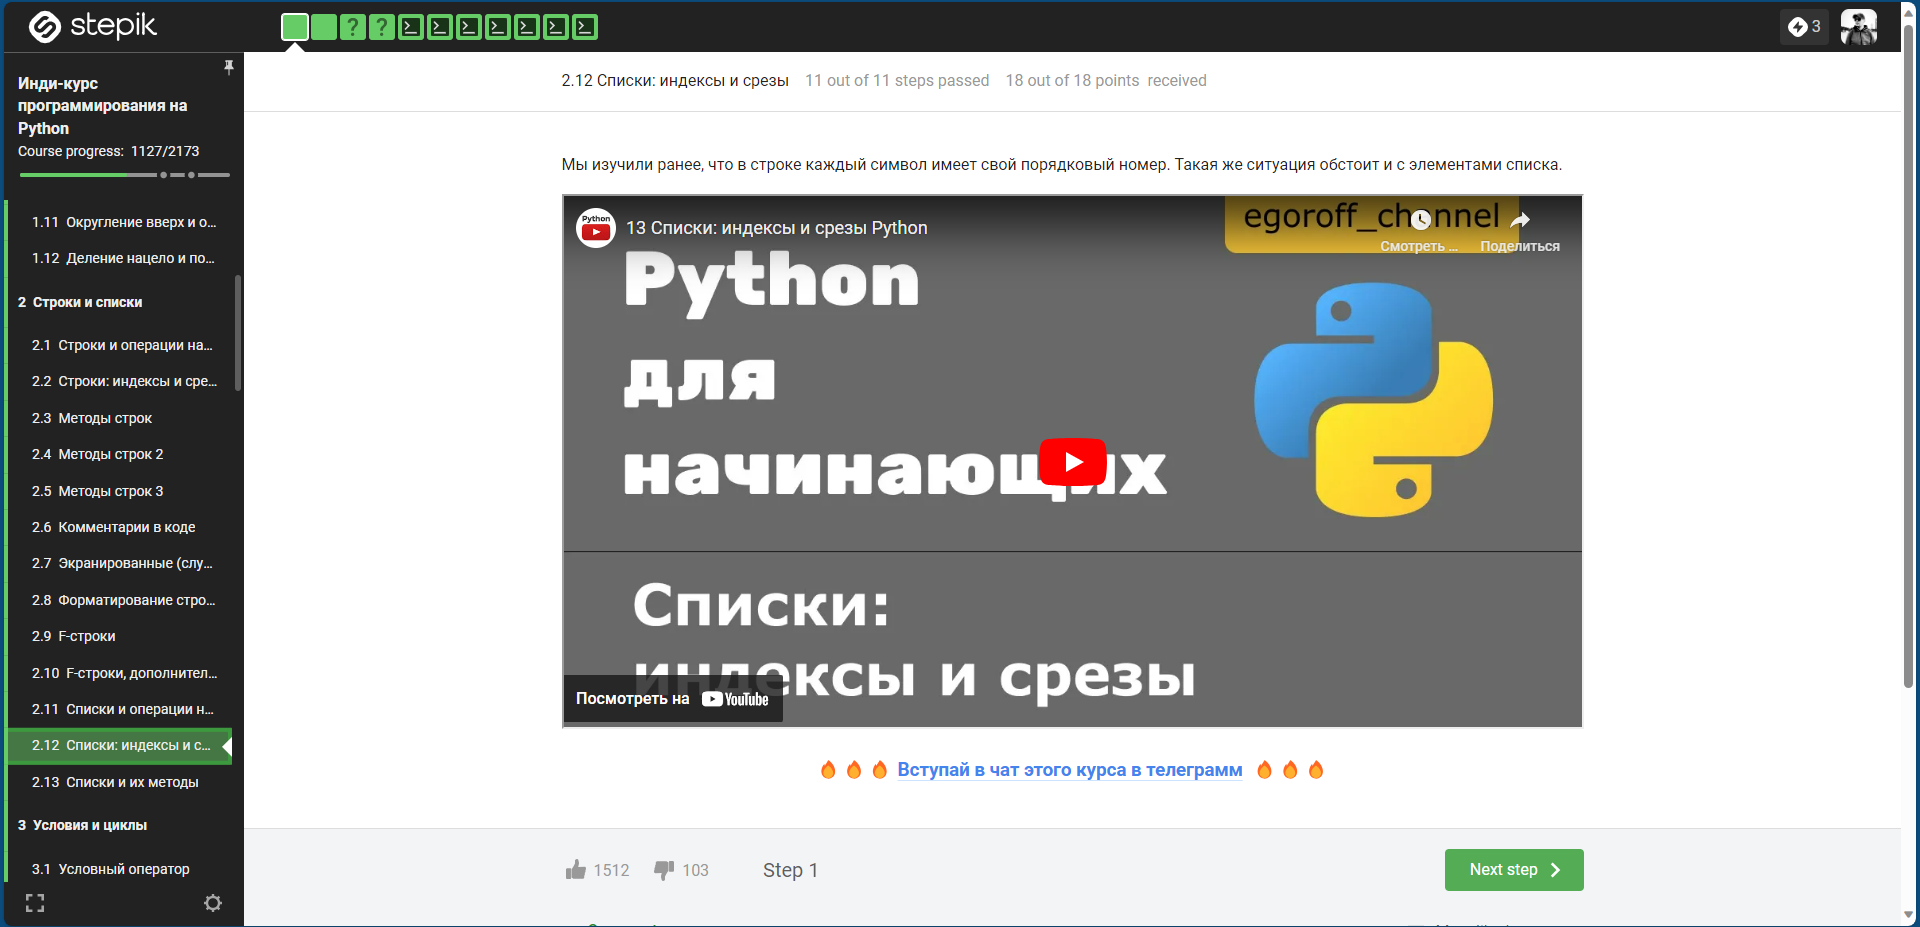 stepik
? ?
3
Инди-курс
программирования на
Python
Course progress: 1127/2173
1.11 Округление вверх и о...
1.12 Деление нацело и по...
2 Строки и списки
2.1 Строки и операции на...
2.2 Строки: индексы и сре...
2.3 Методы строк
2.4 Методы строк 2
2.5 Методы строк 3
2.6 Комментарии в коде
2.7 Экранированные (слу...
2.8 Форматирование стро...
2.9 F-строки
2.10 F-строки, дополнител...
2.11 Списки и операции н...
2.12 Списки: индексы и с...
2.13 Списки и их методы
3 Условия и циклы
3.1 Условный оператор
2.12 Списки: индексы и срезы 11 out of 11 steps passed 18 out of 18 points received
Мы изучили ранее, что в строке каждый символ имеет свой порядковый номер. Такая же ситуация обстоит и с элементами списка.
Python
13 Списки: индексы и срезы Python
egoroff_channel
Смотреть ...
Поделиться
Python
для
начинающих
Списки:
индексы и срезы
Посмотреть на YouTube
Вступай в чат этого курса в телеграмм
1512
103
Step 1
Next step